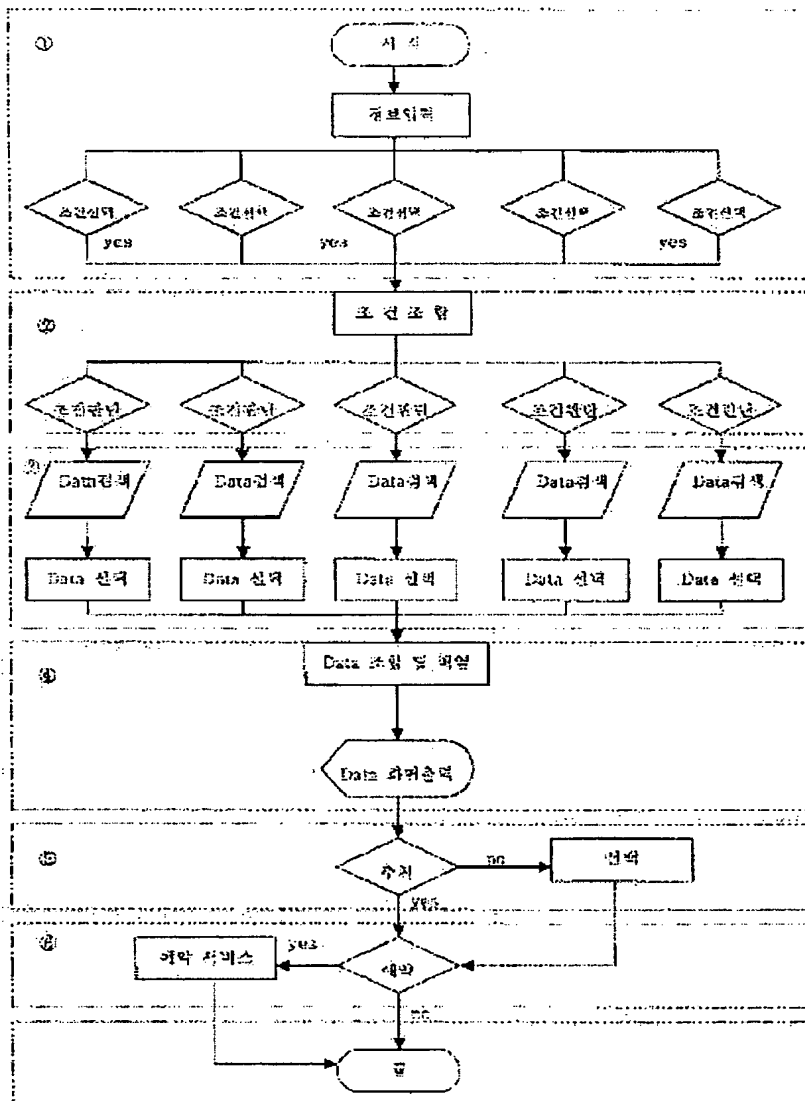 ①
시 작
정보입력
조건선택 조건선택 조건선택 조건선택 조건선택
yes yes yes
②
조 건 조 합
조건판단 조건판단 조건판단 조건판단 조건판단
③
Data검색 Data검색 Data검색 Data검색 Data검색
Data 선택 Data 선택 Data 선택 Data 선택 Data 선택
④
Data 조합 및 배열
Data 화면출력
⑤
no
yes
⑥
예약 서비스
yes
예약
no
끝